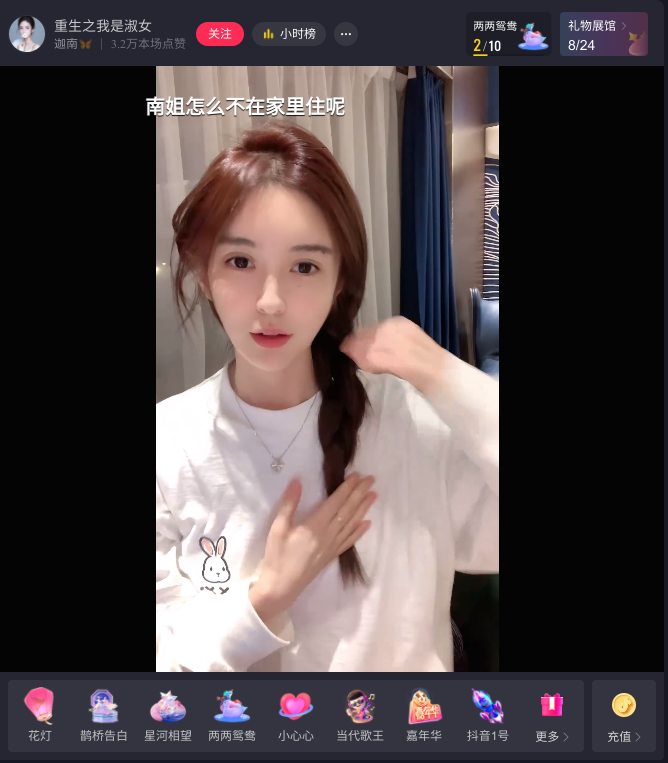 重生之我是淑女
迦南 | 3.2万本场点赞
关注
小时榜
两两鸳鸯
2/10
礼物展馆
8/24
南姐怎么不在家里住呢
花灯
鹊桥告白
星河相望
两两鸳鸯
小心心
当代歌王
嘉年华
抖音1号
更多
充值